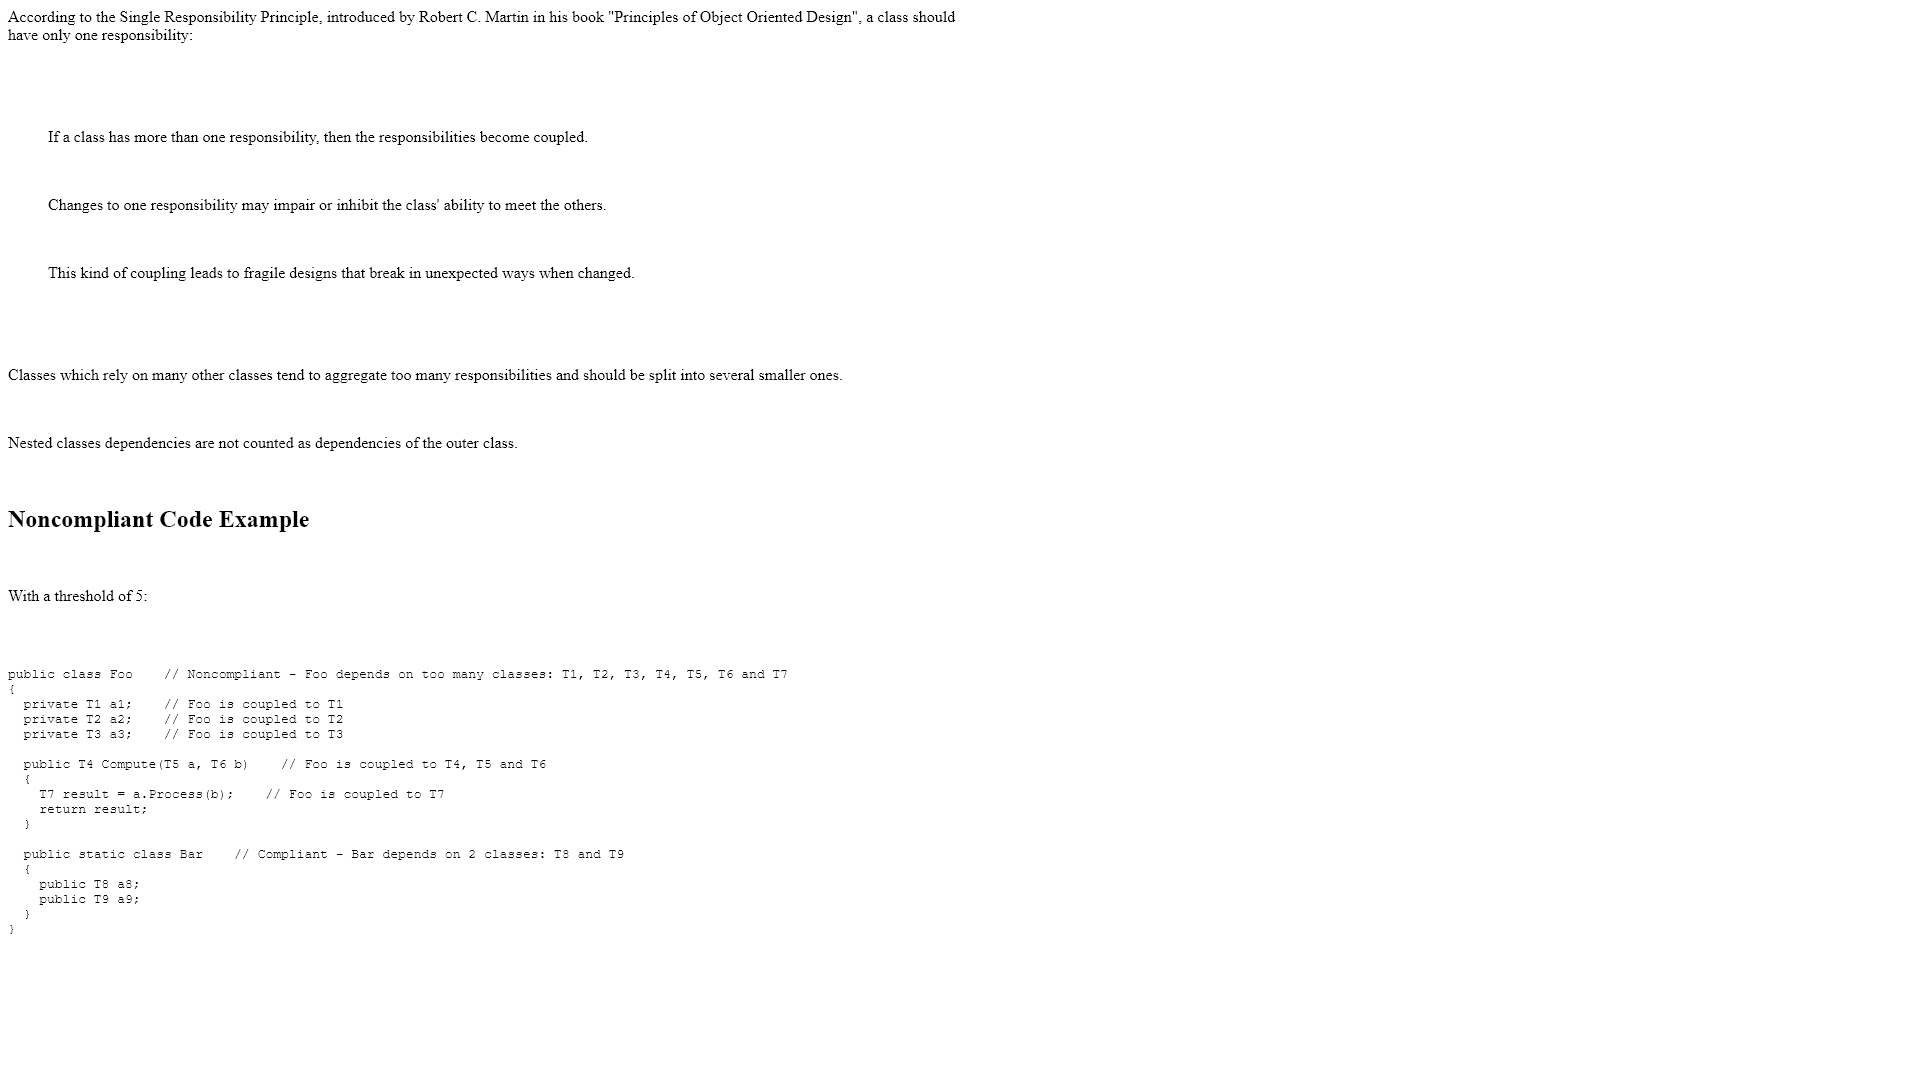 According to the Single Responsibility Principle, introduced by Robert C. Martin in his book "Principles of Object Oriented Design", a class should
have only one responsibility:
If a class has more than one responsibility, then the responsibilities become coupled.
Changes to one responsibility may impair or inhibit the class' ability to meet the others.
This kind of coupling leads to fragile designs that break in unexpected ways when changed.
Classes which rely on many other classes tend to aggregate too many responsibilities and should be split into several smaller ones.
Nested classes dependencies are not counted as dependencies of the outer class.
Noncompliant Code Example
With a threshold of 5:
public class Foo    // Noncompliant - Foo depends on too many classes: T1, T2, T3, T4, T5, T6 and T7
{
  private T1 a1;    // Foo is coupled to T1
  private T2 a2;    // Foo is coupled to T2
  private T3 a3;    // Foo is coupled to T3
  public T4 Compute(T5 a, T6 b)    // Foo is coupled to T4, T5 and T6
  {
    T7 result = a.Process(b);    // Foo is coupled to T7
    return result;
  }
  public static class Bar    // Compliant - Bar depends on 2 classes: T8 and T9
  {
    public T8 a8;
    public T9 a9;
  }
}